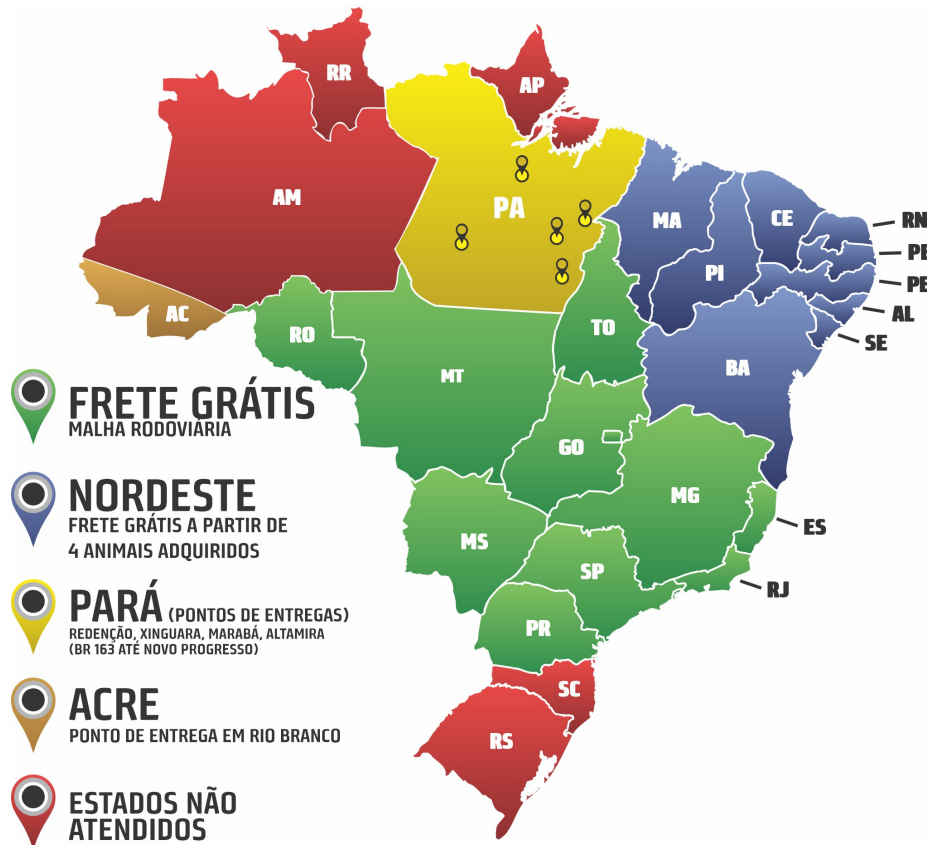 RR
AP
AM
PA
MA
CE
RN
PB
PI
PE
AC
AL
RO
TO
SE
MT
BA
GO
MG
ES
MS
SP
RJ
PR
SC
RS
FRETE GRÁTIS
MALHA RODOVIÁRIA
NORDESTE
FRETE GRÁTIS A PARTIR DE
4 ANIMAIS ADQUIRIDOS
PARÁ (PONTOS DE ENTREGAS)
REDENÇÃO, XINGUARA, MARABÁ, ALTAMIRA
(BR 163 ATÉ NOVO PROGRESSO)
ACRE
PONTO DE ENTREGA EM RIO BRANCO
ESTADOS NÃO
ATENDIDOS